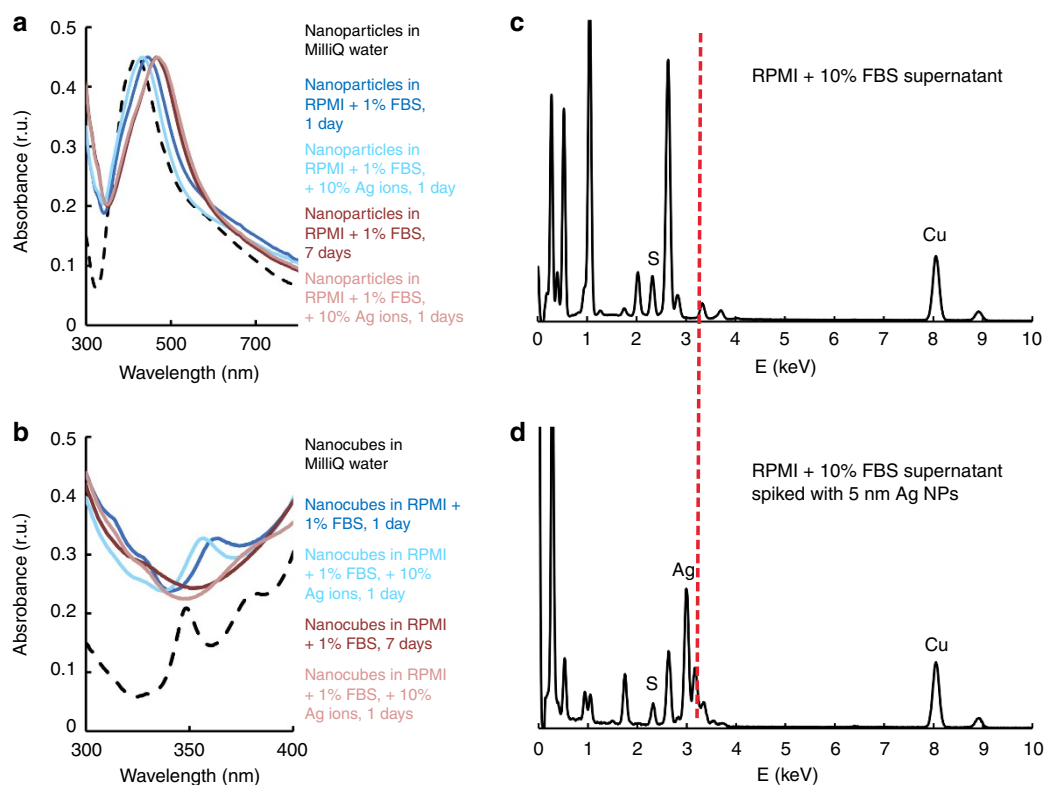 a
0.5
0.4
0.3
0.2
0.1
0
Absorbance (r.u.)
300
500
700
Wavelength (nm)
Nanoparticles in
MilliQ water
Nanoparticles in
RPMI + 1% FBS,
1 day
Nanoparticles in
RPMI + 1% FBS,
+ 10% Ag ions, 1 day
Nanoparticles in
RPMI + 1% FBS,
7 days
Nanoparticles in
RPMI + 1% FBS,
+ 10% Ag ions, 1 days
b
0.5
0.4
0.3
0.2
0.1
0
Abosrobance (r.u.)
300
350
400
Wavelength (nm)
Nanocubes in
MilliQ water
Nanocubes in RPMI +
1% FBS, 1 day
Nanocubes in RPMI
+ 1% FBS, + 10%
Ag ions, 1 day
Nanocubes in RPMI
+ 1% FBS, 7 days
Nanocubes in RPMI
+ 1% FBS, + 10%
Ag ions, 1 days
c
RPMI + 10% FBS supernatant
S
Cu
0 1 2 3 4 5 6 7 8 9 10
E (keV)
d
RPMI + 10% FBS supernatant
spiked with 5 nm Ag NPs
Ag
S
Cu
0 1 2 3 4 5 6 7 8 9 10
E (keV)